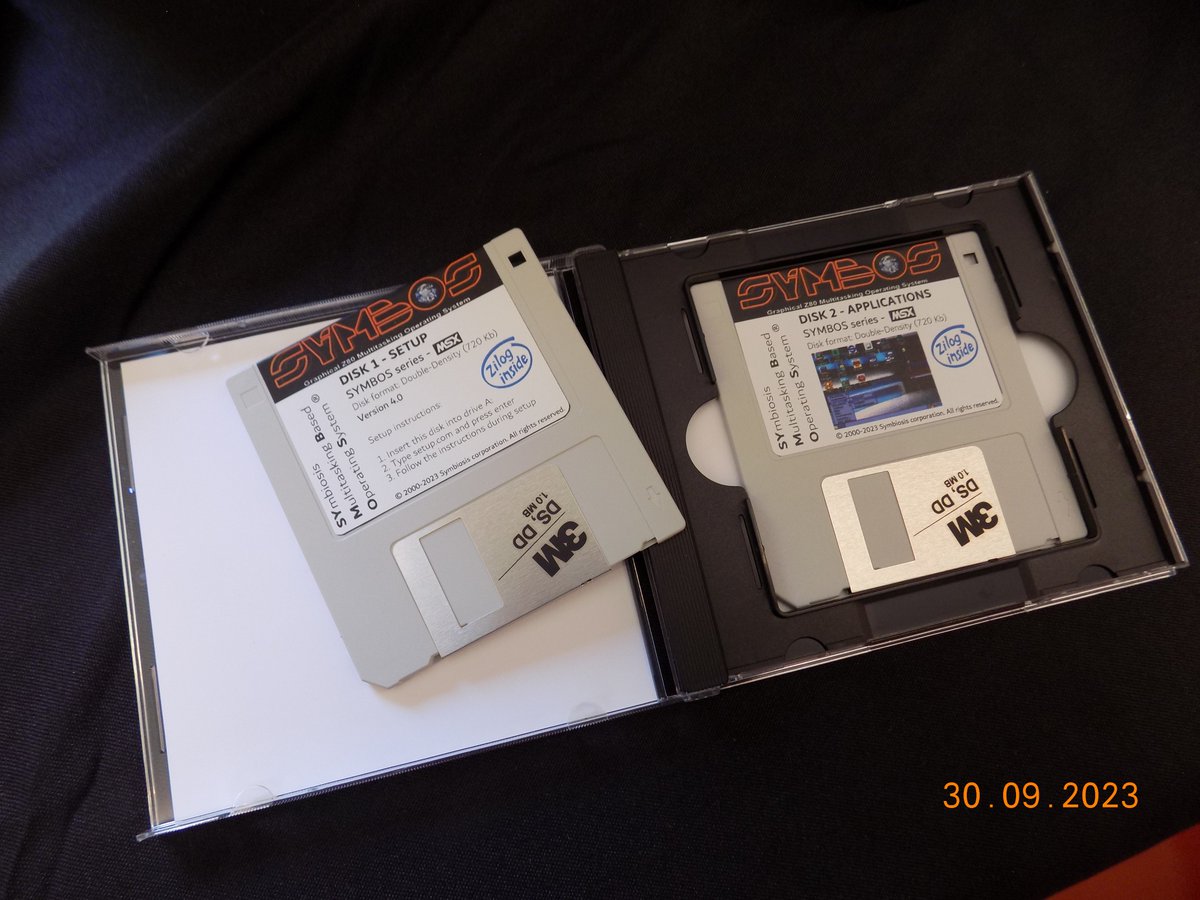 SYMBOS
Graphical Z80 Multitasking Operating System
DISK 1 - SETUP
SYMBOS series - MSX
Disk format: Double-Density (720 Kb)
Version 4.0
Zilog
inside
Setup instructions:
1. Insert this disk into drive A:
2. Type setup.com and press enter
3. Follow the instructions during setup
© 2000-2023 Symbiosis corporation. All rights reserved.
SYmbiosis
Multitasking Based®
Operating System
3M
DS, DD
1.0 MB
SYMBOS
Graphical Z80 Multitasking Operating System
DISK 2 - APPLICATIONS
SYMBOS series - MSX
Disk format: Double-Density (720 Kb)
Zilog
inside
© 2000-2023 Symbiosis corporation. All rights reserved.
SYmbiosis Based®
Multitasking System
Operating
3M
DS, DD
1.0 MB
30.09.2023